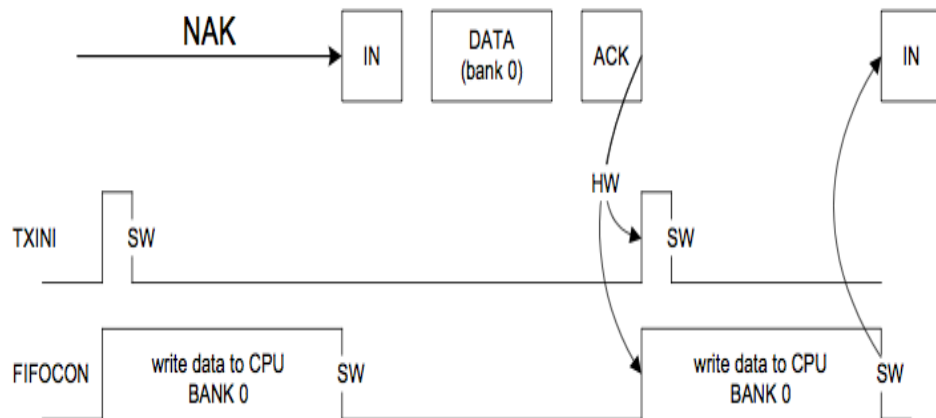 NAK
IN
DATA
(bank 0)
ACK
IN
HW
TXINI
SW
SW
FIFOCON
write data to CPU
BANK 0
SW
write data to CPU
BANK 0
SW